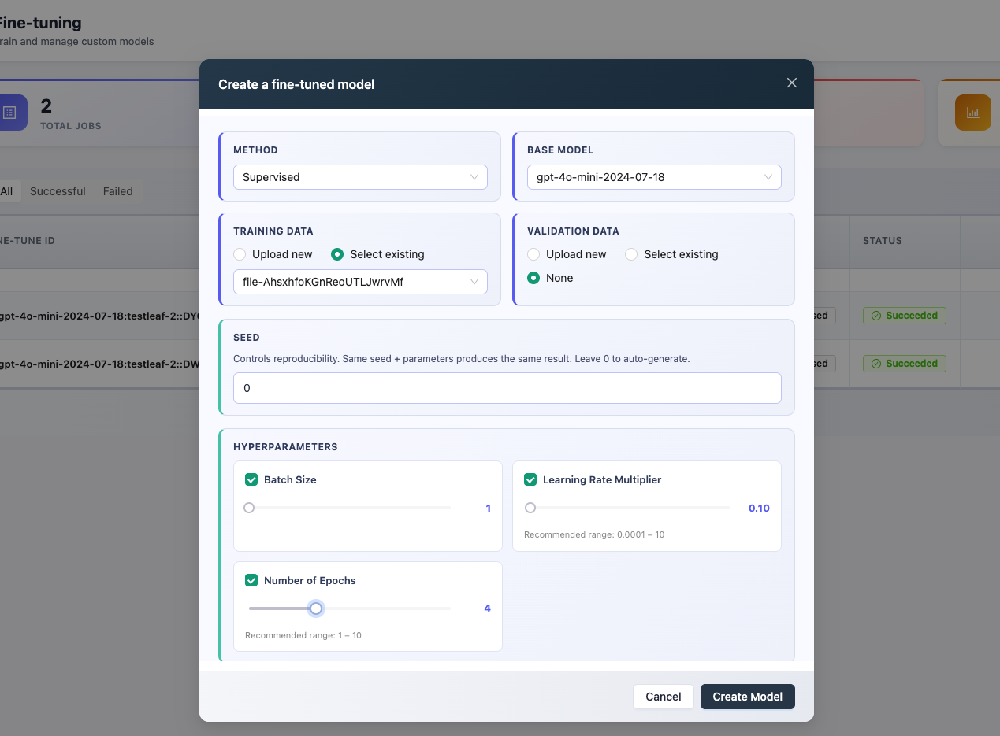 Fine-tuning
rain and manage custom models
2
TOTAL JOBS
All Successful Failed
NE-TUNE ID
STATUS
gpt-4o-mini-2024-07-18:testleaf-2::DYO
sed
Succeeded
gpt-4o-mini-2024-07-18:testleaf-2::DW
sed
Succeeded
Create a fine-tuned model
METHOD
Supervised
BASE MODEL
gpt-4o-mini-2024-07-18
TRAINING DATA
Upload new Select existing
file-AhsxhfoKGnReoUTLJwrvMf
VALIDATION DATA
Upload new Select existing
None
SEED
Controls reproducibility. Same seed + parameters produces the same result. Leave 0 to auto-generate.
0
HYPERPARAMETERS
Batch Size
1
Learning Rate Multiplier
0.10
Recommended range: 0.0001 – 10
Number of Epochs
4
Recommended range: 1 – 10
Cancel Create Model